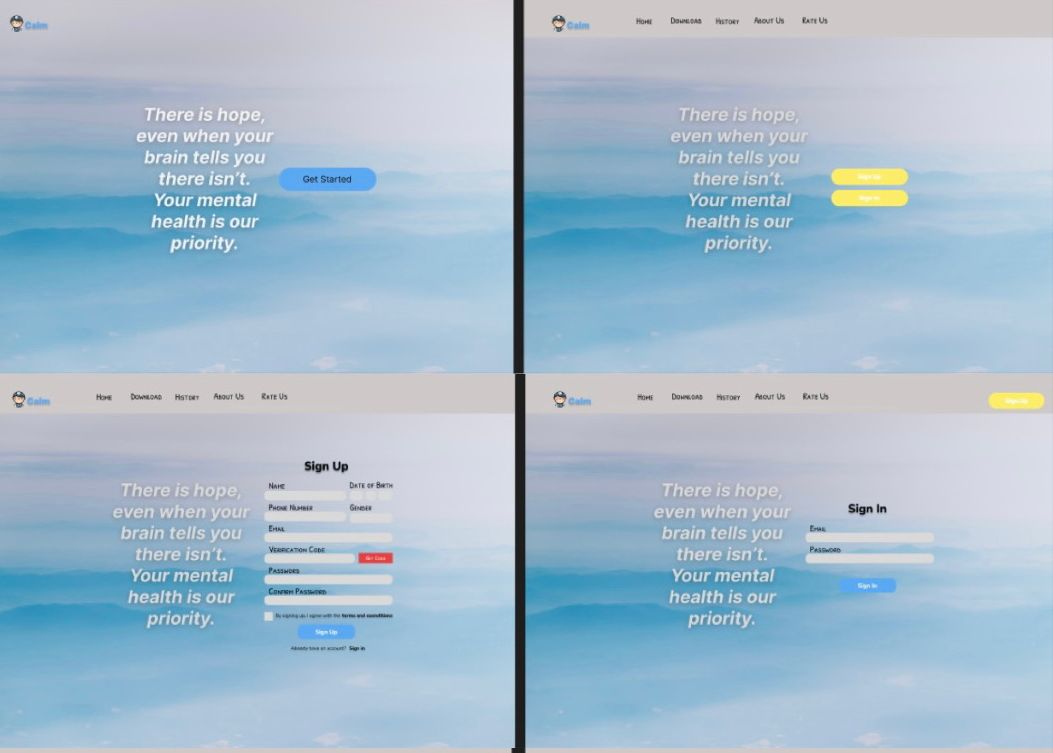 Calm
There is hope,
even when your
brain tells you
there isn't.
Your mental
health is our
priority.
Get Started
Calm
Home Download History About Us Rate Us
There is hope,
even when your
brain tells you
there isn't.
Your mental
health is our
priority.
Sign Up
Sign In
Calm
Home Download History About Us Rate Us
There is hope,
even when your
brain tells you
there isn't.
Your mental
health is our
priority.
Sign Up
Name Date of Birth
Phone Number Gender
Email
Verification Code
Get Code
Password
Confirm Password
By signing up, I agree with the terms and conditions
Sign Up
Already have an account? Sign in
Calm
Home Download History About Us Rate Us
Sign Up
There is hope,
even when your
brain tells you
there isn't.
Your mental
health is our
priority.
Sign In
Email
Password
Sign In